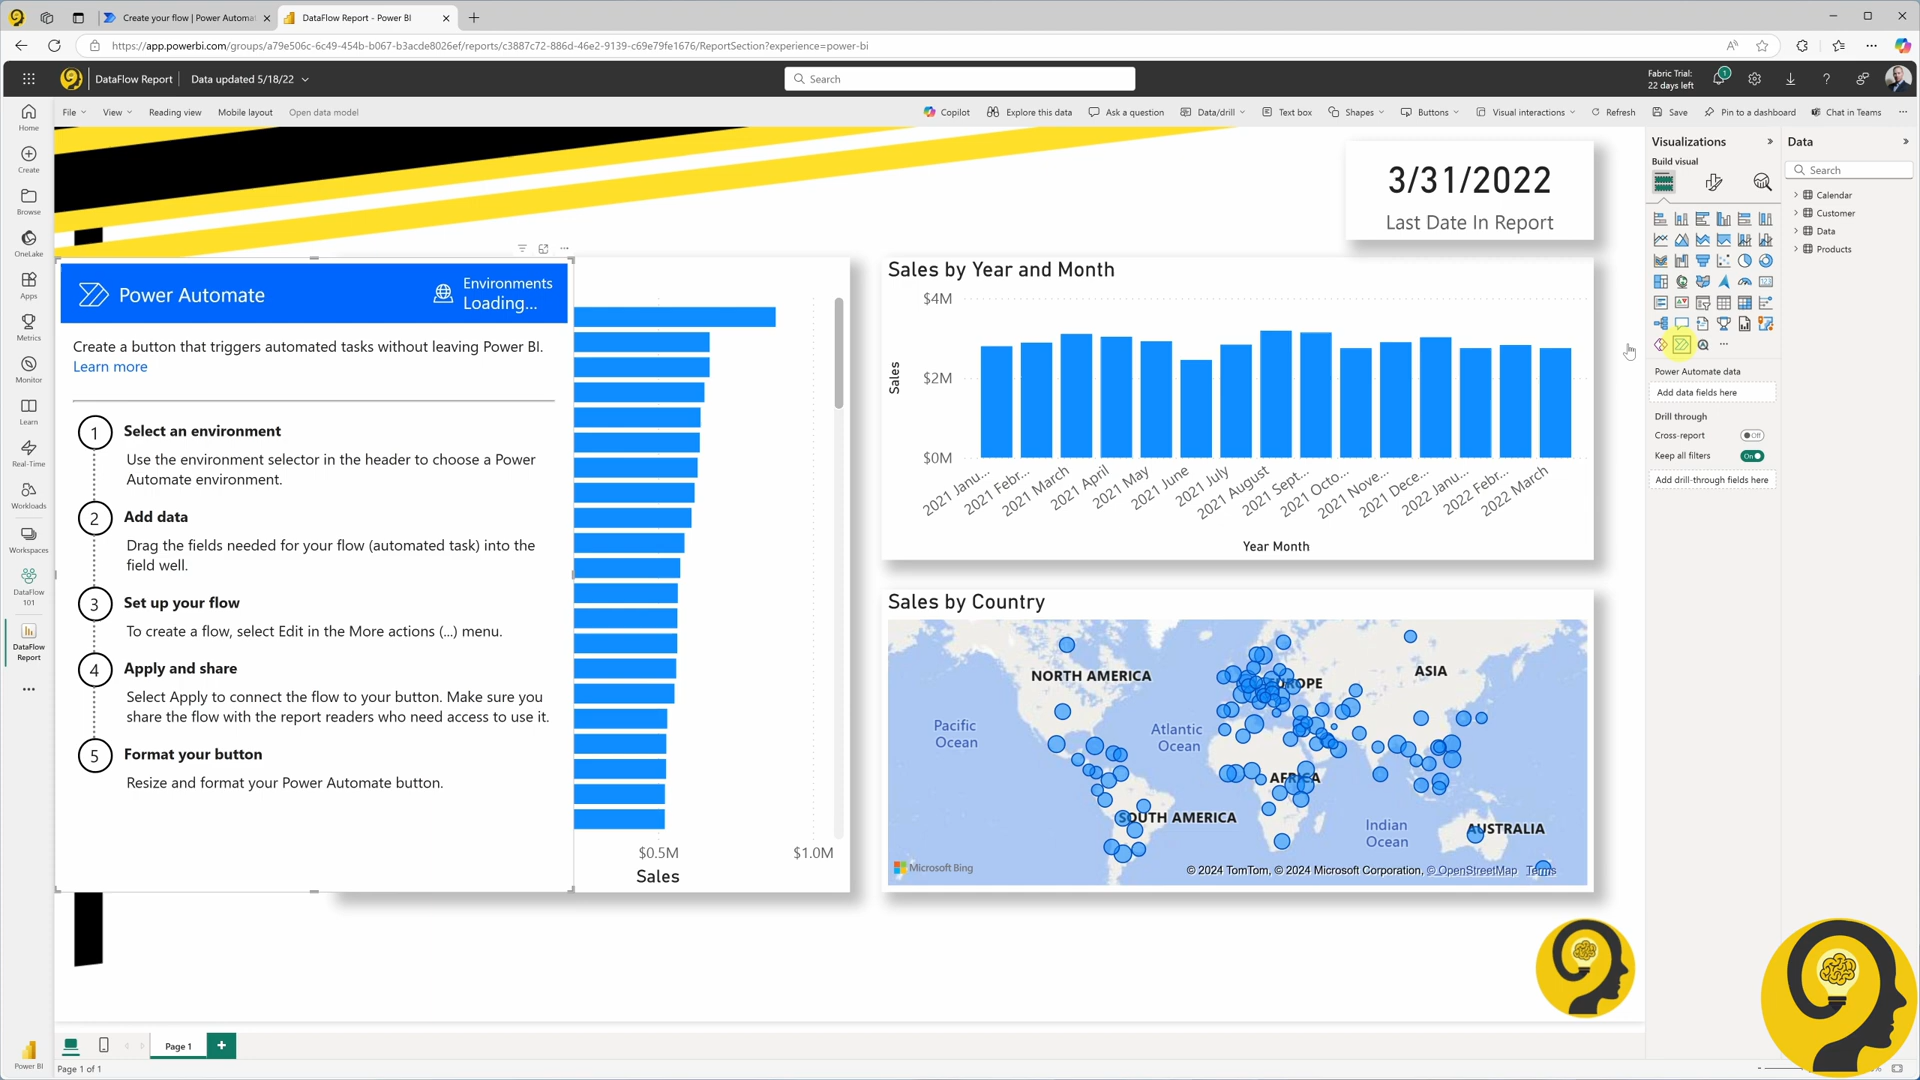 Create your flow | Power Automa
DataFlow Report - Power BI
https://app.powerbi.com/groups/a79e506c-6c49-454b-b067-b3acde8026ef/reports/c3887c72-886d-46e2-9139-c69e79fe1676/ReportSection?experience=power-bi
DataFlow Report
Data updated 5/18/22
Search
Fabric Trial:
22 days left
1
File
View
Reading view
Mobile layout
Open data model
Copilot
Explore this data
Ask a question
Data/drill
Text box
Shapes
Buttons
Visual interactions
Refresh
Save
Pin to a dashboard
Chat in Teams
Home
Create
Browse
OneLake
Apps
Metrics
Monitor
Learn
Real-Time
Workloads
Workspaces
DataFlow
101
DataFlow
Report
Power BI
3/31/2022
Last Date In Report
Power Automate
Environments
Loading...
Create a button that triggers automated tasks without leaving Power BI.
Learn more
1
Select an environment
Use the environment selector in the header to choose a Power
Automate environment.
2
Add data
Drag the fields needed for your flow (automated task) into the
field well.
3
Set up your flow
To create a flow, select Edit in the More actions (...) menu.
4
Apply and share
Select Apply to connect the flow to your button. Make sure you
share the flow with the report readers who need access to use it.
5
Format your button
Resize and format your Power Automate button.
$0.5M
$1.0M
Sales
Sales by Year and Month
$4M
$2M
$0M
Sales
2021 Janu...
2021 Febr...
2021 March
2021 April
2021 May
2021 June
2021 July
2021 August
2021 Sept...
2021 Octo...
2021 Nove...
2021 Dece...
2022 Janu...
2022 Febr...
2022 March
Year Month
Sales by Country
NORTH AMERICA
EUROPE
ASIA
Pacific
Ocean
Atlantic
Ocean
AFRICA
SOUTH AMERICA
Indian
Ocean
AUSTRALIA
Microsoft Bing
© 2024 TomTom, © 2024 Microsoft Corporation, © OpenStreetMap Terms
Visualizations
Build visual
Power Automate data
Add data fields here
Drill through
Cross-report
Off
Keep all filters
On
Add drill-through fields here
Data
Search
Calendar
Customer
Data
Products
Page 1
Page 1 of 1